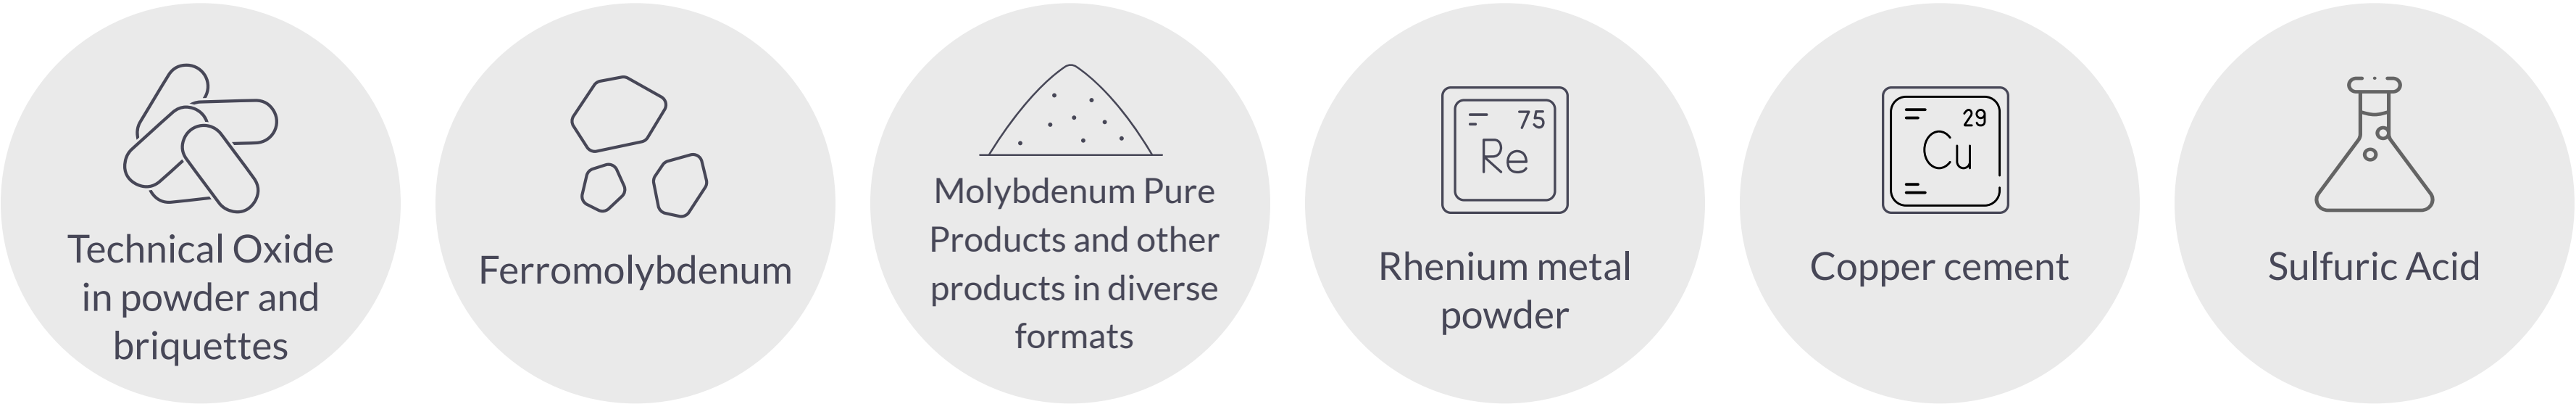 Technical Oxide
in powder and
briquettes
Ferromolybdenum
Molybdenum Pure
Products and other
products in diverse
formats
75
Re
Rhenium metal
powder
29
Cu
Copper cement
Sulfuric Acid